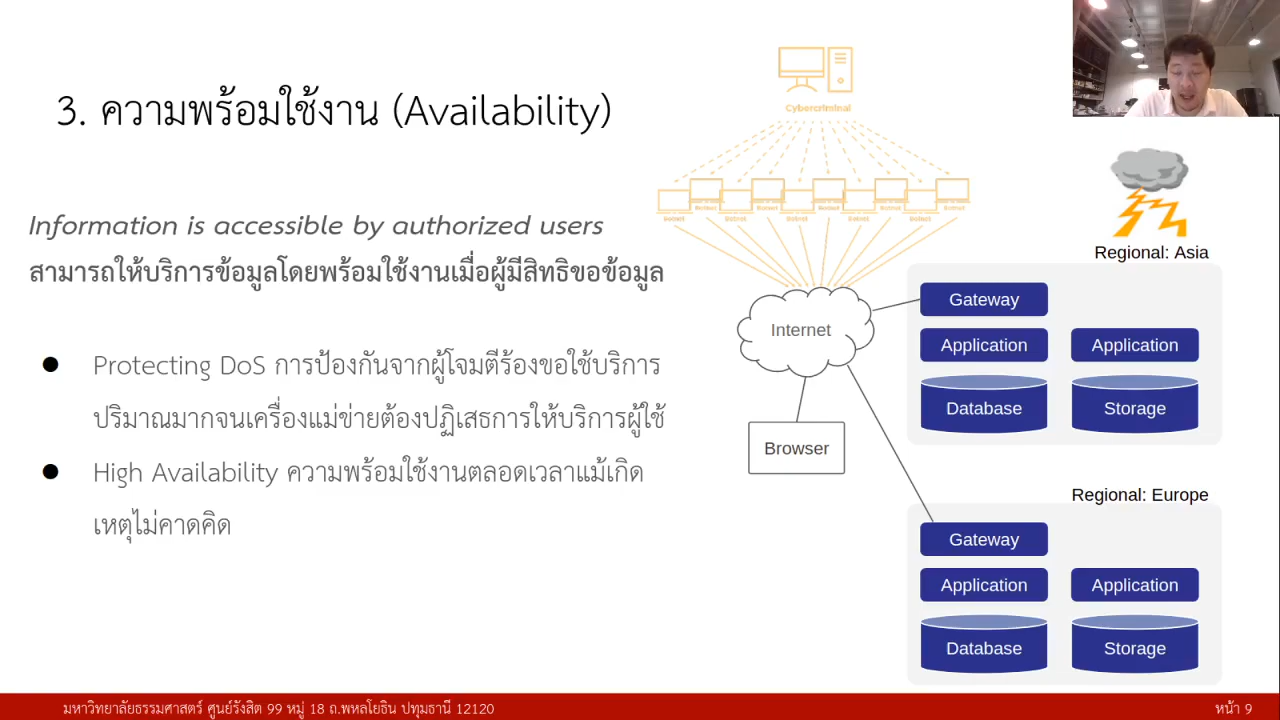 3. ความพร้อมใช้งาน (Availability)
Information is accessible by authorized users
สามารถให้บริการข้อมูลโดยพร้อมใช้งานเมื่อผู้มีสิทธิขอข้อมูล
● Protecting DoS การป้องกันจากผู้โจมตีร้องขอใช้บริการ
ปริมาณมากจนเครื่องแม่ข่ายต้องปฏิเสธการให้บริการผู้ใช้
● High Availability ความพร้อมใช้งานตลอดเวลาแม้เกิด
เหตุไม่คาดคิด
Cybercriminal
Botnet Botnet Botnet Botnet Botnet
Botnet Botnet Botnet Botnet Botnet
Internet
Browser
Regional: Asia
Gateway
Application Application
Database Storage
Regional: Europe
Gateway
Application Application
Database Storage
มหาวิทยาลัยธรรมศาสตร์ ศูนย์รังสิต 99 หมู่ 18 ถ.พหลโยธิน ปทุมธานี 12120
หน้า 9